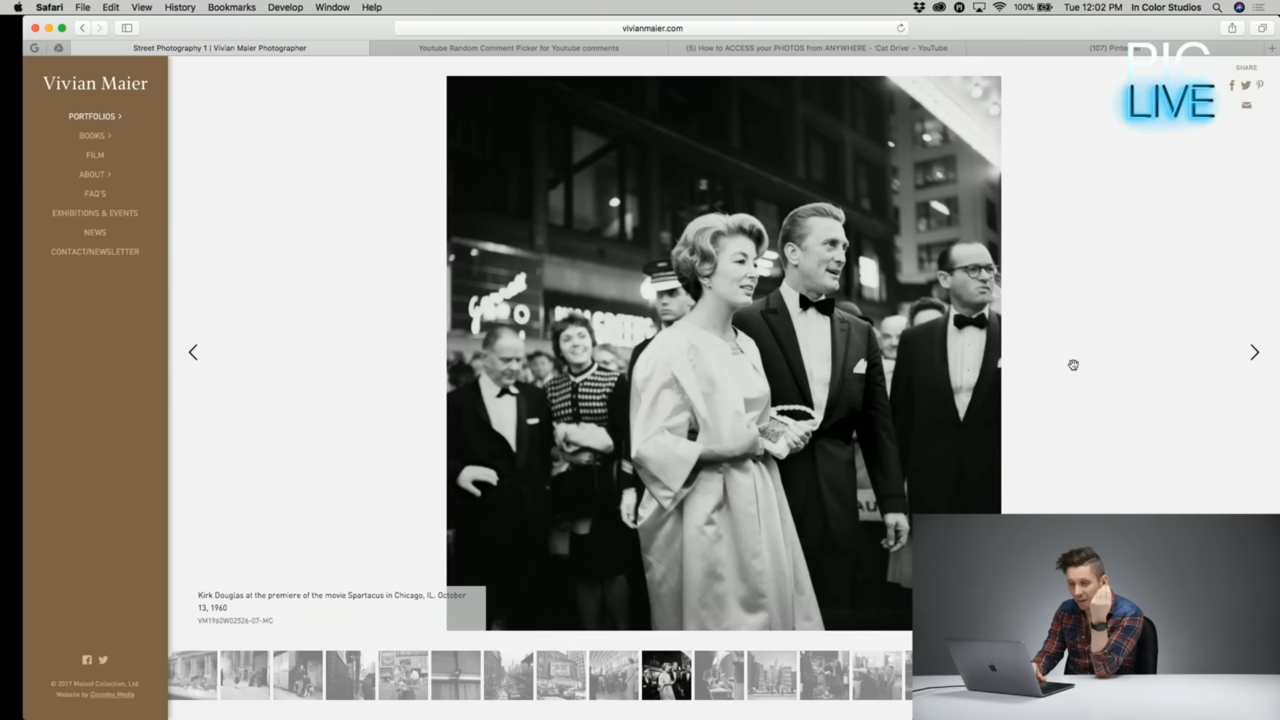 Safari File Edit View History Bookmarks Develop Window Help 100% Tue 12:02 PM In Color Studios
vivianmaier.com
Street Photography 1 | Vivian Maier Photographer
Youtube Random Comment Picker for Youtube comments
(5) How to ACCESS your PHOTOS from ANYWHERE - 'Cat Drive' - YouTube
PIC
LIVE
SHARE
Vivian Maier
PORTFOLIOS >
BOOKS >
FILM
ABOUT >
FAQ'S
EXHIBITIONS & EVENTS
NEWS
CONTACT/NEWSLETTER
Kirk Douglas at the premiere of the movie Spartacus in Chicago, IL. October
13, 1960
VM1960W02526-07-MC
© 2017 Maloof Collection, Ltd.
Website by Cocodex Media